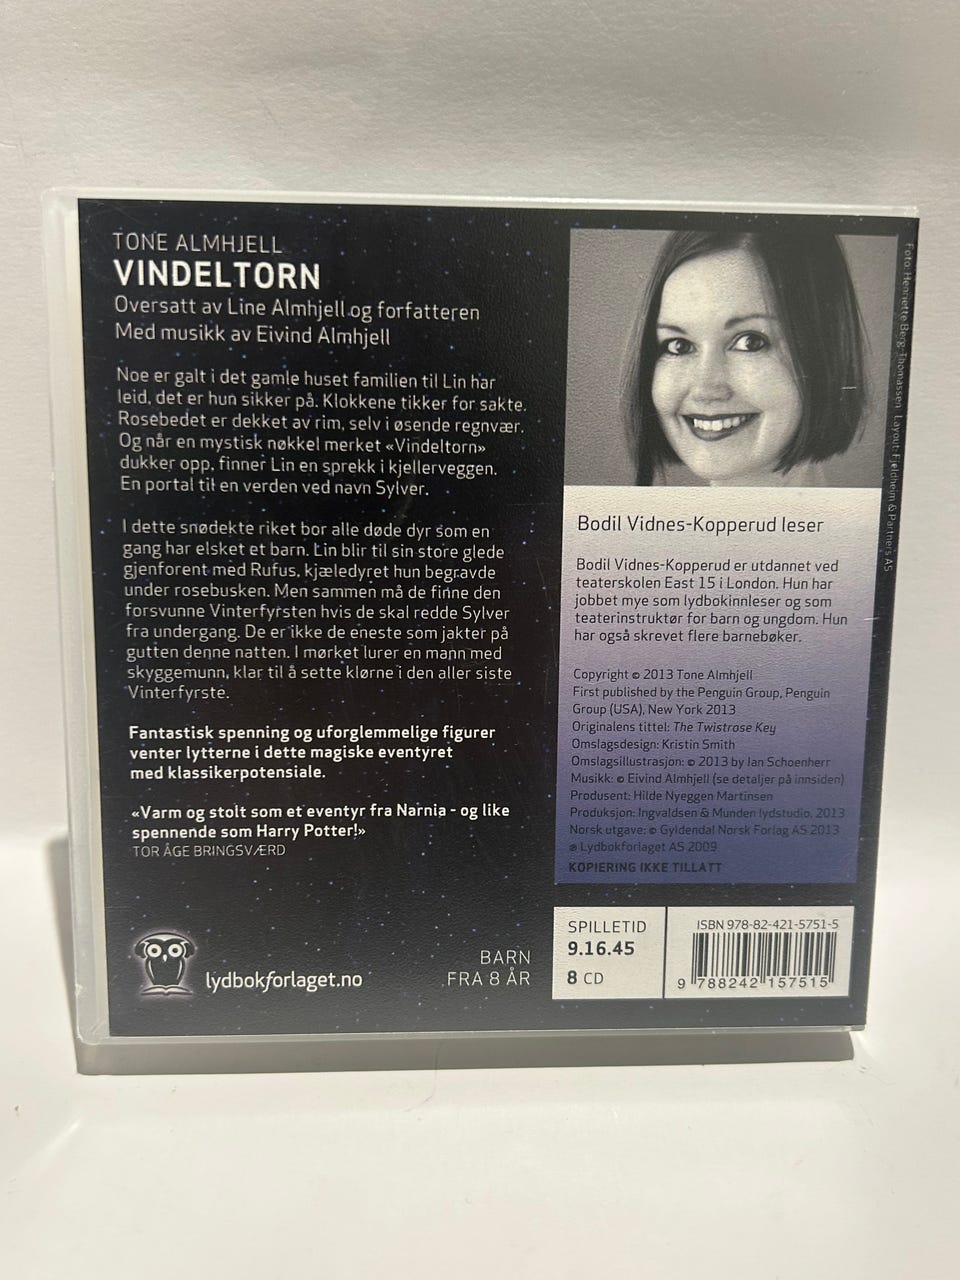 TONE ALMHJELL
VINDELTORN
Oversatt av Line Almhjell og forfatteren
Med musikk av Eivind Almhjell
Noe er galt i det gamle huset familien til Lin har
leid, det er hun sikker på. Klokkene tikker for sakte.
Rosebedet er dekket av rim, selv i øsende regnvær.
Og når en mystisk nøkkel merket «Vindeltorn»
dukker opp, finner Lin en sprekk i kjellerveggen.
En portal til en verden ved navn Sylver.
I dette snødekte riket bor alle døde dyr som en
gang har elsket et barn. Lin blir til sin store glede
gjenforent med Rufus, kjæledyret hun begravde
under rosebusken. Men sammen må de finne den
forsvunne Vinterfyrsten hvis de skal redde Sylver
fra undergang. De er ikke de eneste som jakter på
gutten denne natten. I mørket lurer en mann med
skyggemunn, klar til å sette klørne i den aller siste
Vinterfyrste.
Fantastisk spenning og uforglemmelige figurer
venter lytterne i dette magiske eventyret
med klassikerpotensiale.
«Varm og stolt som et eventyr fra Narnia - og like
spennende som Harry Potter!»
TOR ÅGE BRINGSVÆRD
lydbokforlaget.no
BARN
FRA 8 ÅR
Foto: Henriette Berg-Thomassen Layout: Fjeldheim & Partners AS
Bodil Vidnes-Kopperud leser
Bodil Vidnes-Kopperud er utdannet ved
teaterskolen East 15 i London. Hun har
jobbet mye som lydbokinnleser og som
teaterinstruktør for barn og ungdom. Hun
har også skrevet flere barnebøker.
Copyright © 2013 Tone Almhjell
First published by the Penguin Group, Penguin
Group (USA), New York 2013
Originalens tittel: The Twistrose Key
Omslagsdesign: Kristin Smith
Omslagsillustrasjon: © 2013 by Ian Schoenherr
Musikk: © Eivind Almhjell (se detaljer på innsiden)
Produsent: Hilde Nyeggen Martinsen
Produksjon: Ingvaldsen & Munden lydstudio, 2013
Norsk utgave: © Gyldendal Norsk Forlag AS 2013
℗ Lydbokforlaget AS 2009
KOPIERING IKKE TILLATT
SPILLETID
9.16.45
8 CD
ISBN 978-82-421-5751-5
9 788242 157515